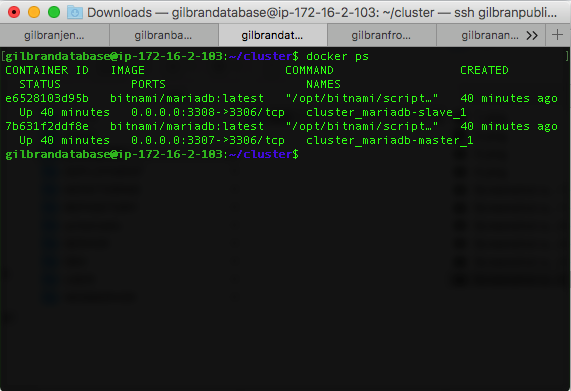 Downloads — gilbrandatabase@ip-172-16-2-103: ~/cluster — ssh gilbranpubli…
gilbranjen… gilbranba… gilbrandat… gilbranfro… gilbranan… >>
[gilbrandatabase@ip-172-16-2-103:~/cluster$ docker ps ]
CONTAINER ID IMAGE COMMAND CREATED
STATUS PORTS NAMES
e6528103d95b bitnami/mariadb:latest "/opt/bitnami/script…" 40 minutes ago
Up 40 minutes 0.0.0.0:3308->3306/tcp cluster_mariadb-slave_1
7b631f2ddf8e bitnami/mariadb:latest "/opt/bitnami/script…" 40 minutes ago
Up 40 minutes 0.0.0.0:3307->3306/tcp cluster_mariadb-master_1
gilbrandatabase@ip-172-16-2-103:~/cluster$